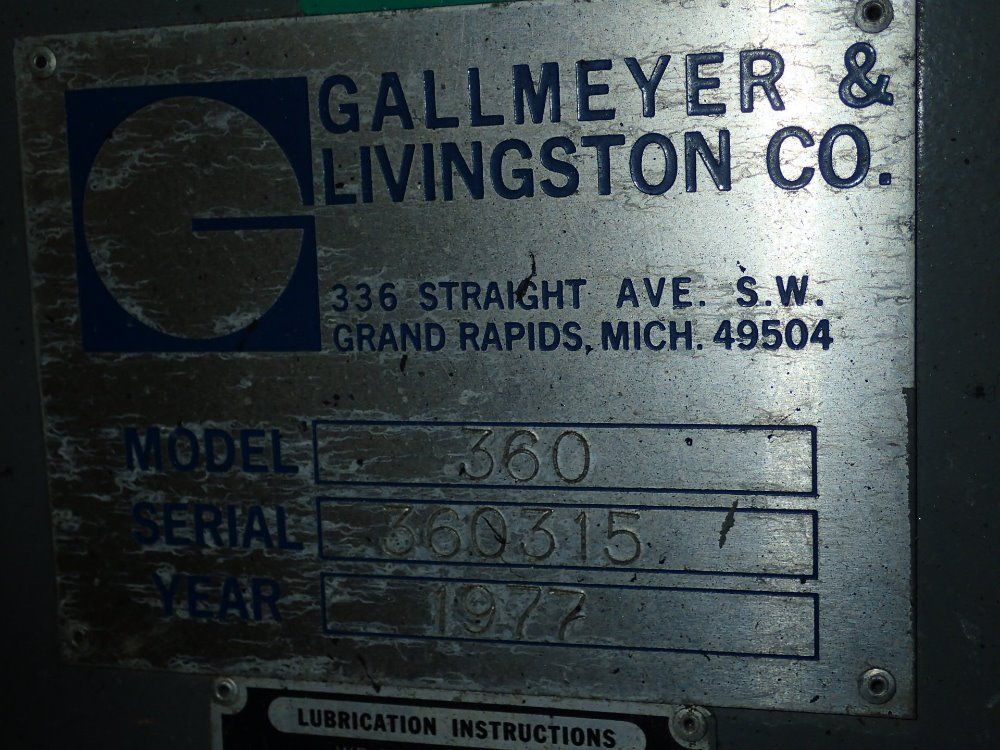 GALLMEYER &
LIVINGSTON CO.
336 STRAIGHT AVE. S.W.
GRAND RAPIDS, MICH. 49504
MODEL 360
SERIAL 360315
YEAR 1977
LUBRICATION INSTRUCTIONS